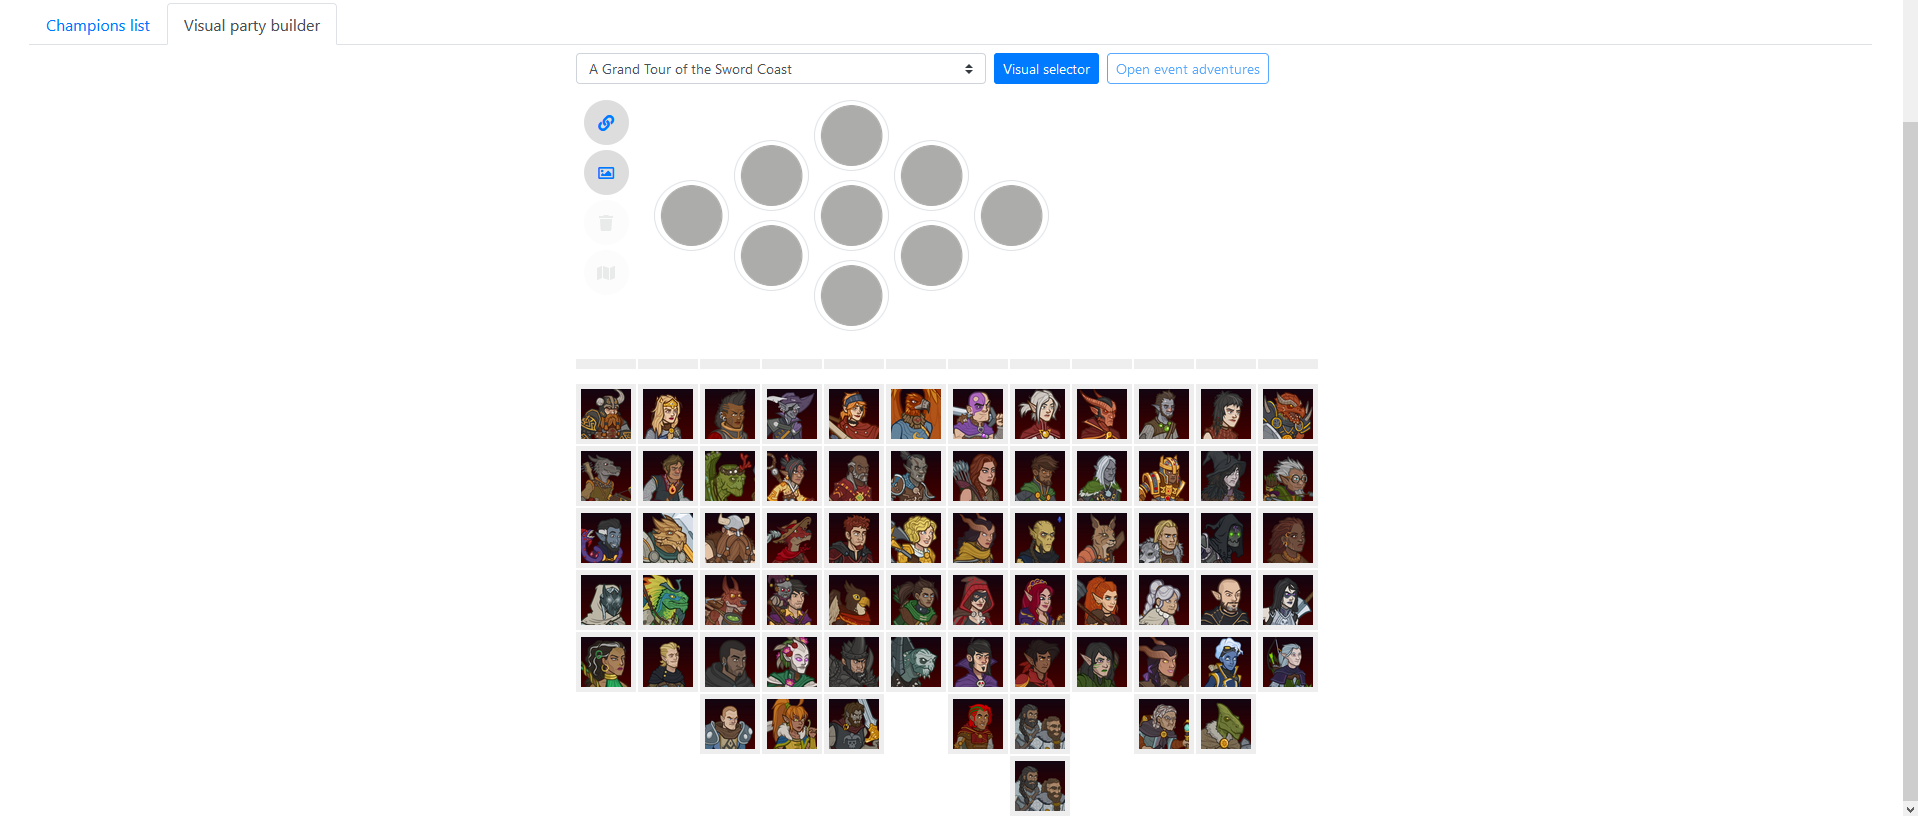 Champions list
Visual party builder
A Grand Tour of the Sword Coast
Visual selector
Open event adventures